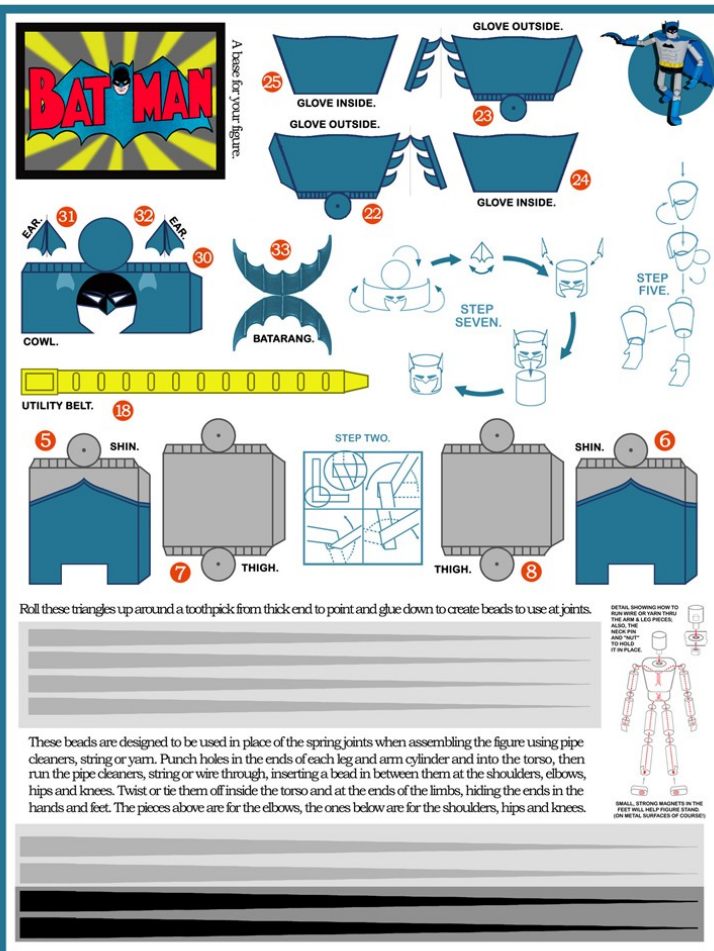 BATMAN
A base for your figure.
GLOVE OUTSIDE.
25
GLOVE INSIDE.
23
GLOVE OUTSIDE.
22
24
GLOVE INSIDE.
EAR.
31
32
EAR.
30
COWL.
33
BATARANG.
STEP
SEVEN.
STEP
FIVE.
UTILITY BELT.
18
5
SHIN.
7
THIGH.
STEP TWO.
THIGH.
8
SHIN.
6
Roll these triangles up around a toothpick from thick end to point and glue down to create beads to use at joints.
DETAIL SHOWING HOW TO
RUN WIRE OR YARN THRU
THE ARM & LEG PIECES;
ALSO, THE
NECK PIN
AND "NUT"
TO HOLD
IT IN PLACE.
These beads are designed to be used in place of the spring joints when assembling the figure using pipe
cleaners, string or yarn. Punch holes in the ends of each leg and arm cylinder and into the torso, then
run the pipe cleaners, string or wire through, inserting a bead in between them at the shoulders, elbows,
hips and knees. Twist or tie them off inside the torso and at the ends of the limbs, hiding the ends in the
hands and feet. The pieces above are for the elbows, the ones below are for the shoulders, hips and knees.
SMALL, STRONG MAGNETS IN THE
FEET WILL HELP FIGURE STAND.
(ON METAL SURFACES OF COURSE!)